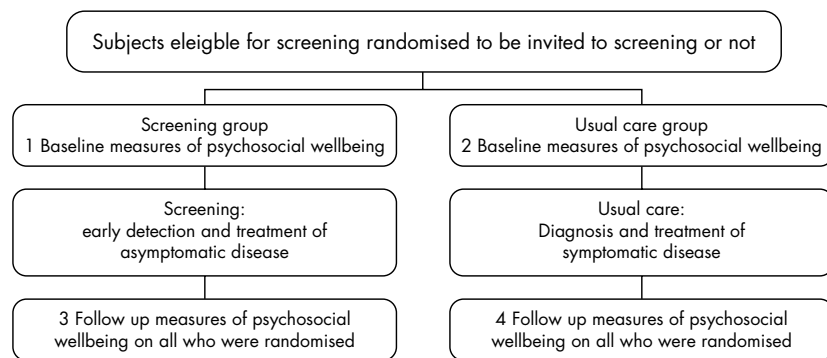 Subjects eleigble for screening randomised to be invited to screening or not
Screening group
1 Baseline measures of psychosocial wellbeing
Usual care group
2 Baseline measures of psychosocial wellbeing
Screening:
early detection and treatment of
asymptomatic disease
Usual care:
Diagnosis and treatment of
symptomatic disease
3 Follow up measures of psychosocial
wellbeing on all who were randomised
4 Follow up measures of psychosocial
wellbeing on all who were randomised